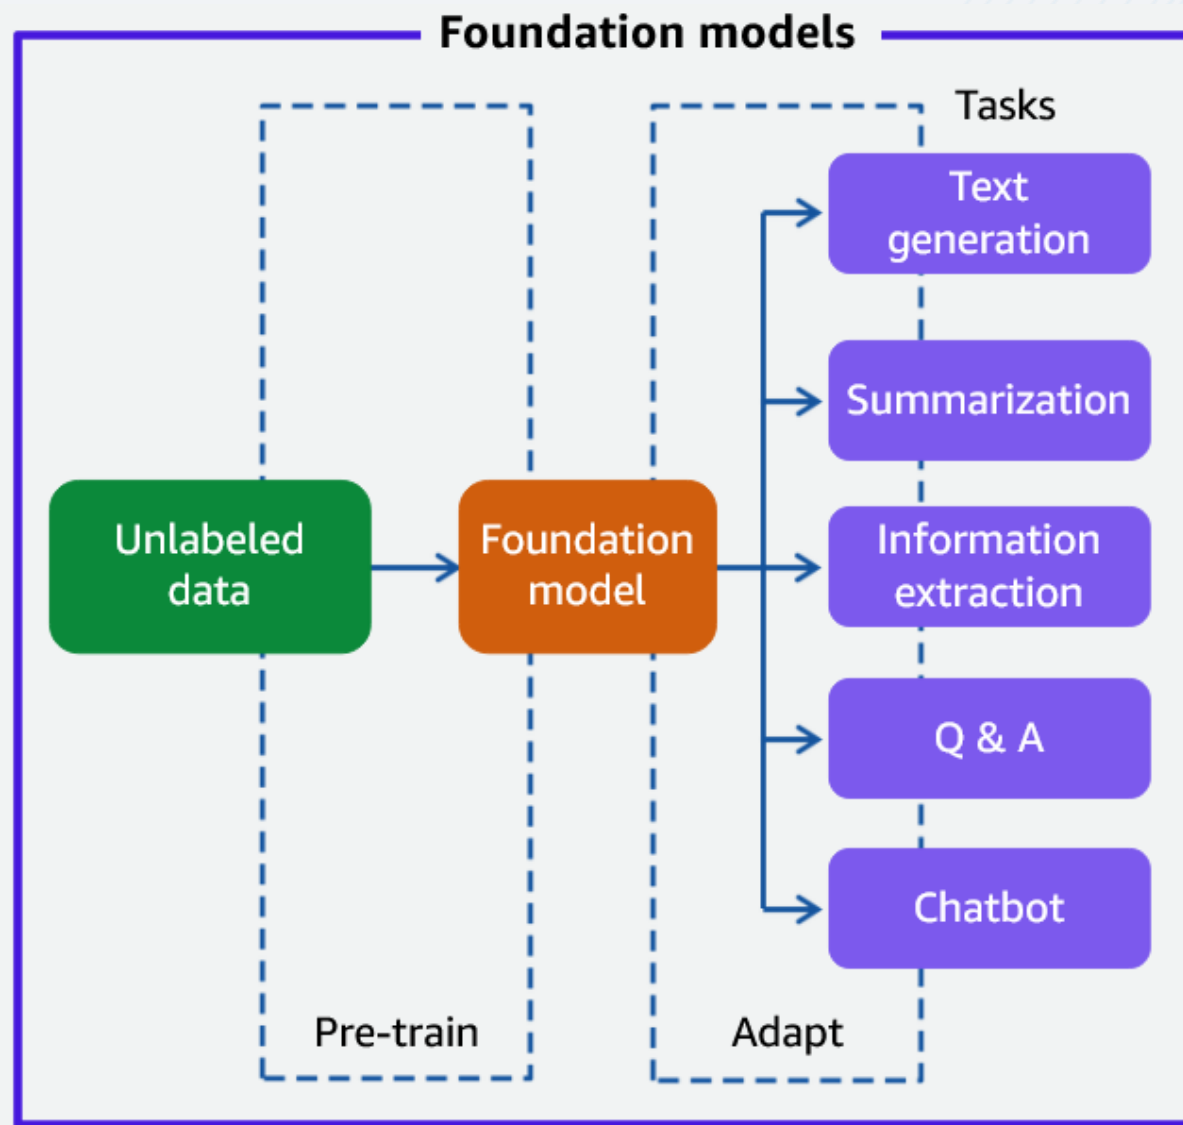 Foundation models
Tasks
Text
generation
Summarization
Unlabeled
data
Foundation
model
Information
extraction
Q & A
Chatbot
Pre-train
Adapt